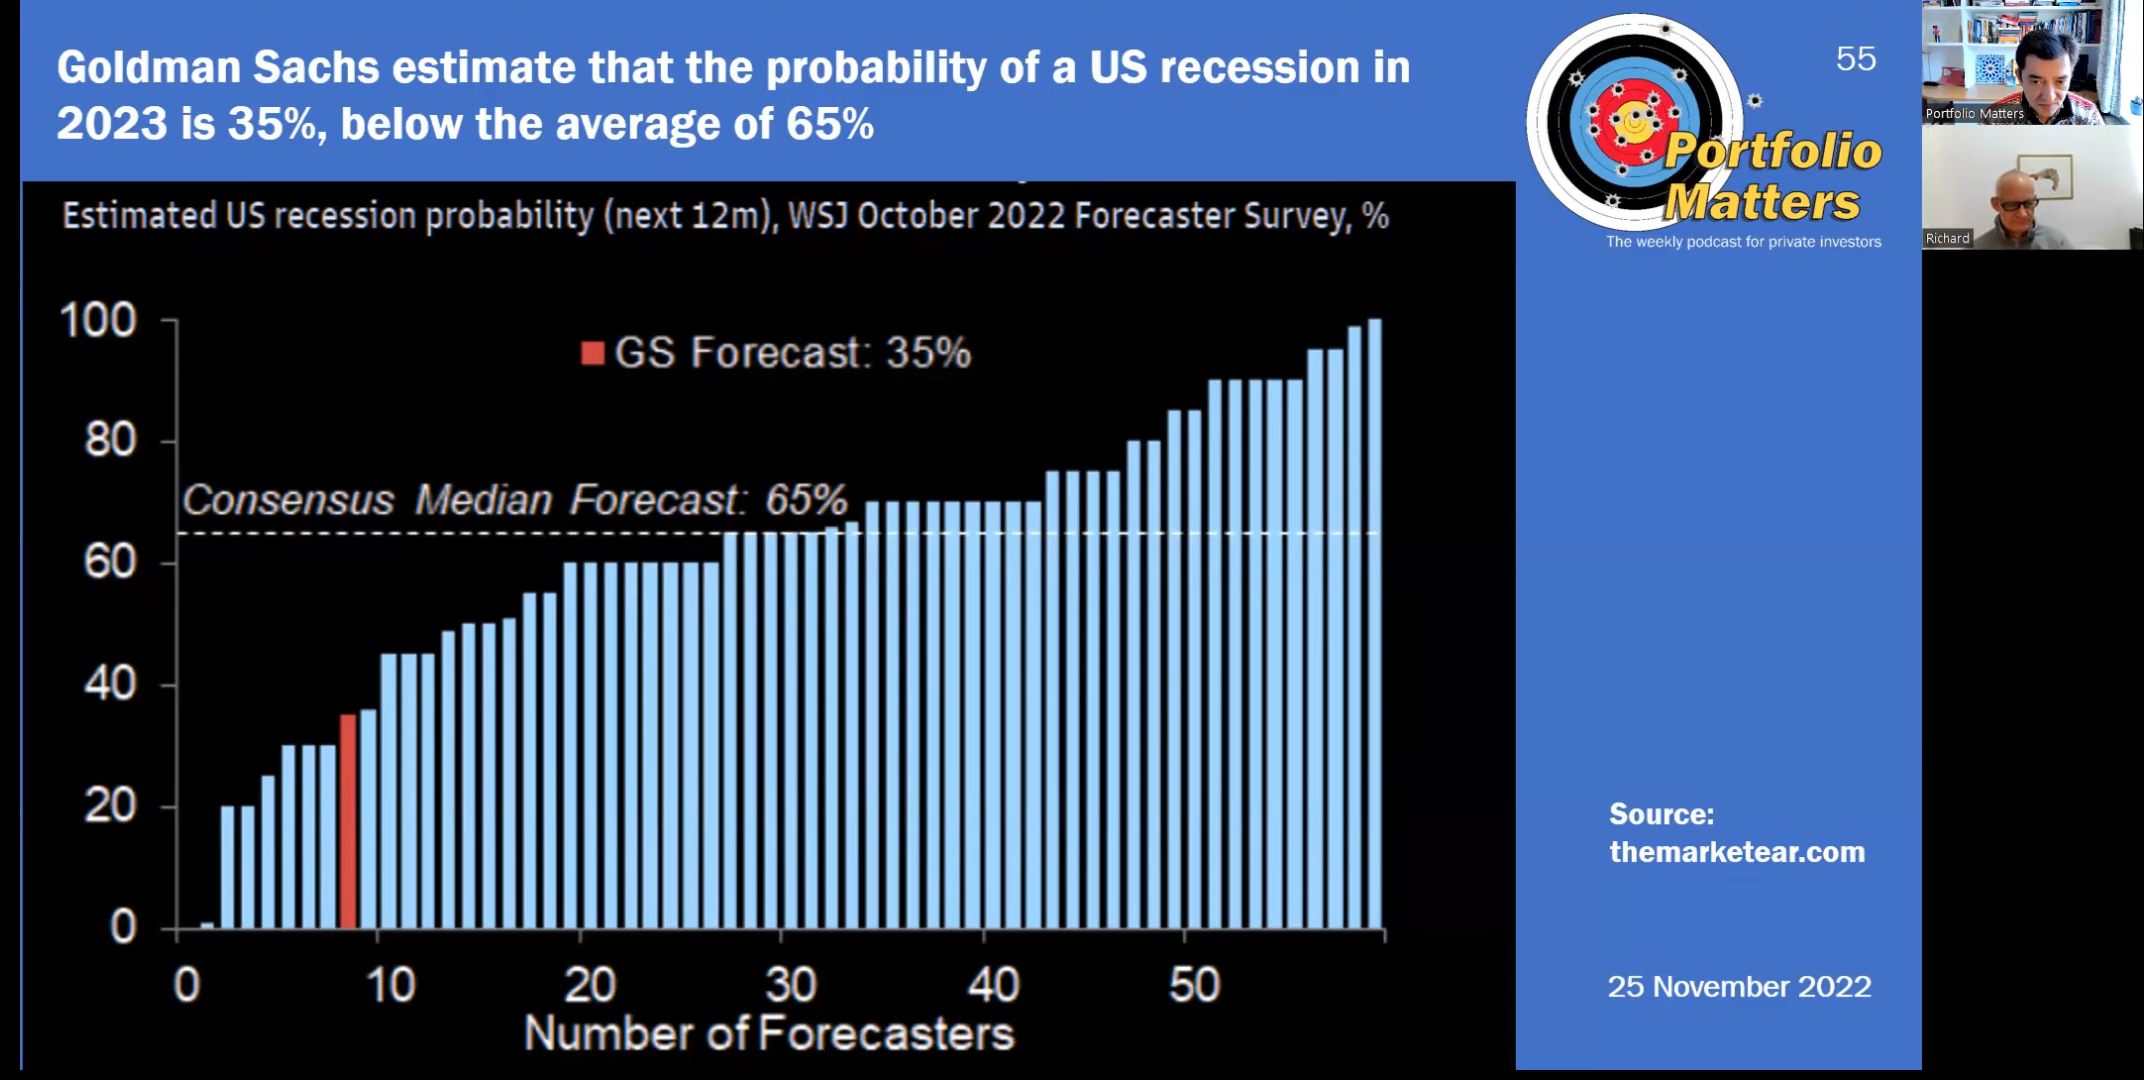 Goldman Sachs estimate that the probability of a US recession in
2023 is 35%, below the average of 65%
55
Portfolio
Matters
The weekly podcast for private investors
Portfolio Matters
Richard
Estimated US recession probability (next 12m), WSJ October 2022 Forecaster Survey, %
GS Forecast: 35%
Consensus Median Forecast: 65%
100
80
60
40
20
0
0 10 20 30 40 50
Number of Forecasters
Source:
themarketear.com
25 November 2022